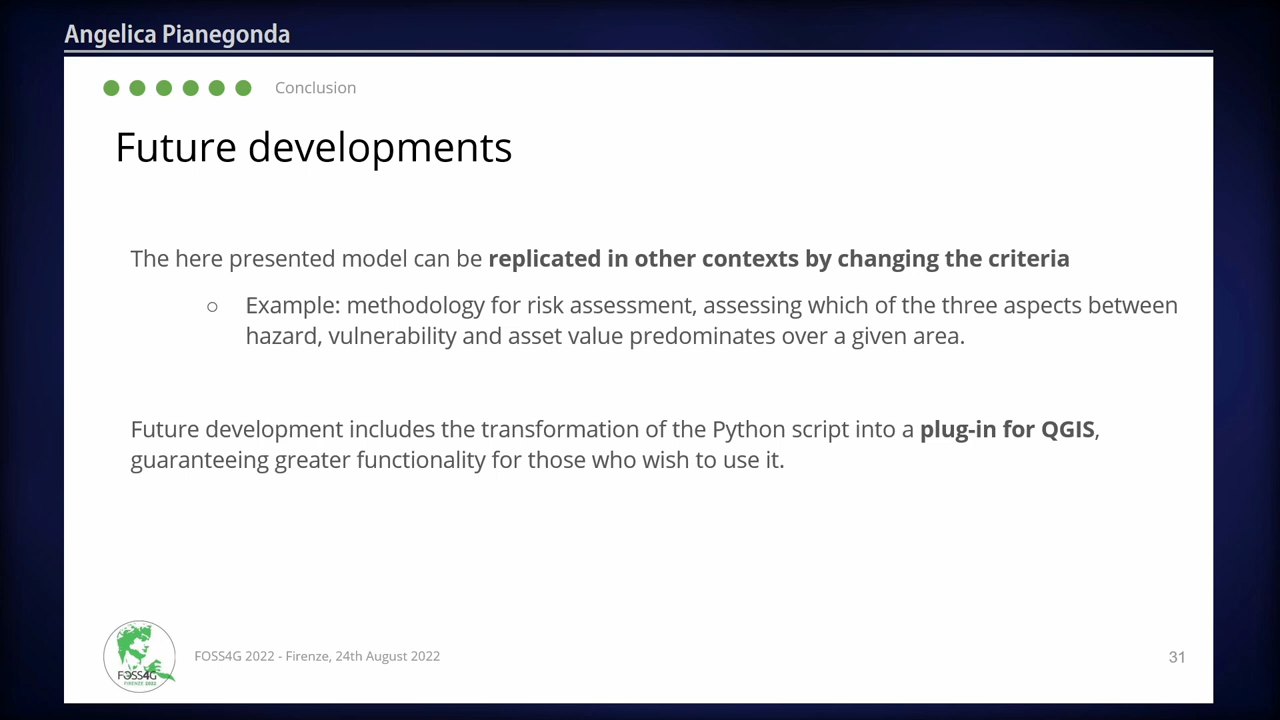 Angelica Pianegonda
Conclusion
Future developments
The here presented model can be replicated in other contexts by changing the criteria
○ Example: methodology for risk assessment, assessing which of the three aspects between
hazard, vulnerability and asset value predominates over a given area.
Future development includes the transformation of the Python script into a plug-in for QGIS,
guaranteeing greater functionality for those who wish to use it.
FOSS4G
FIRENZE 2022
FOSS4G 2022 - Firenze, 24th August 2022
31